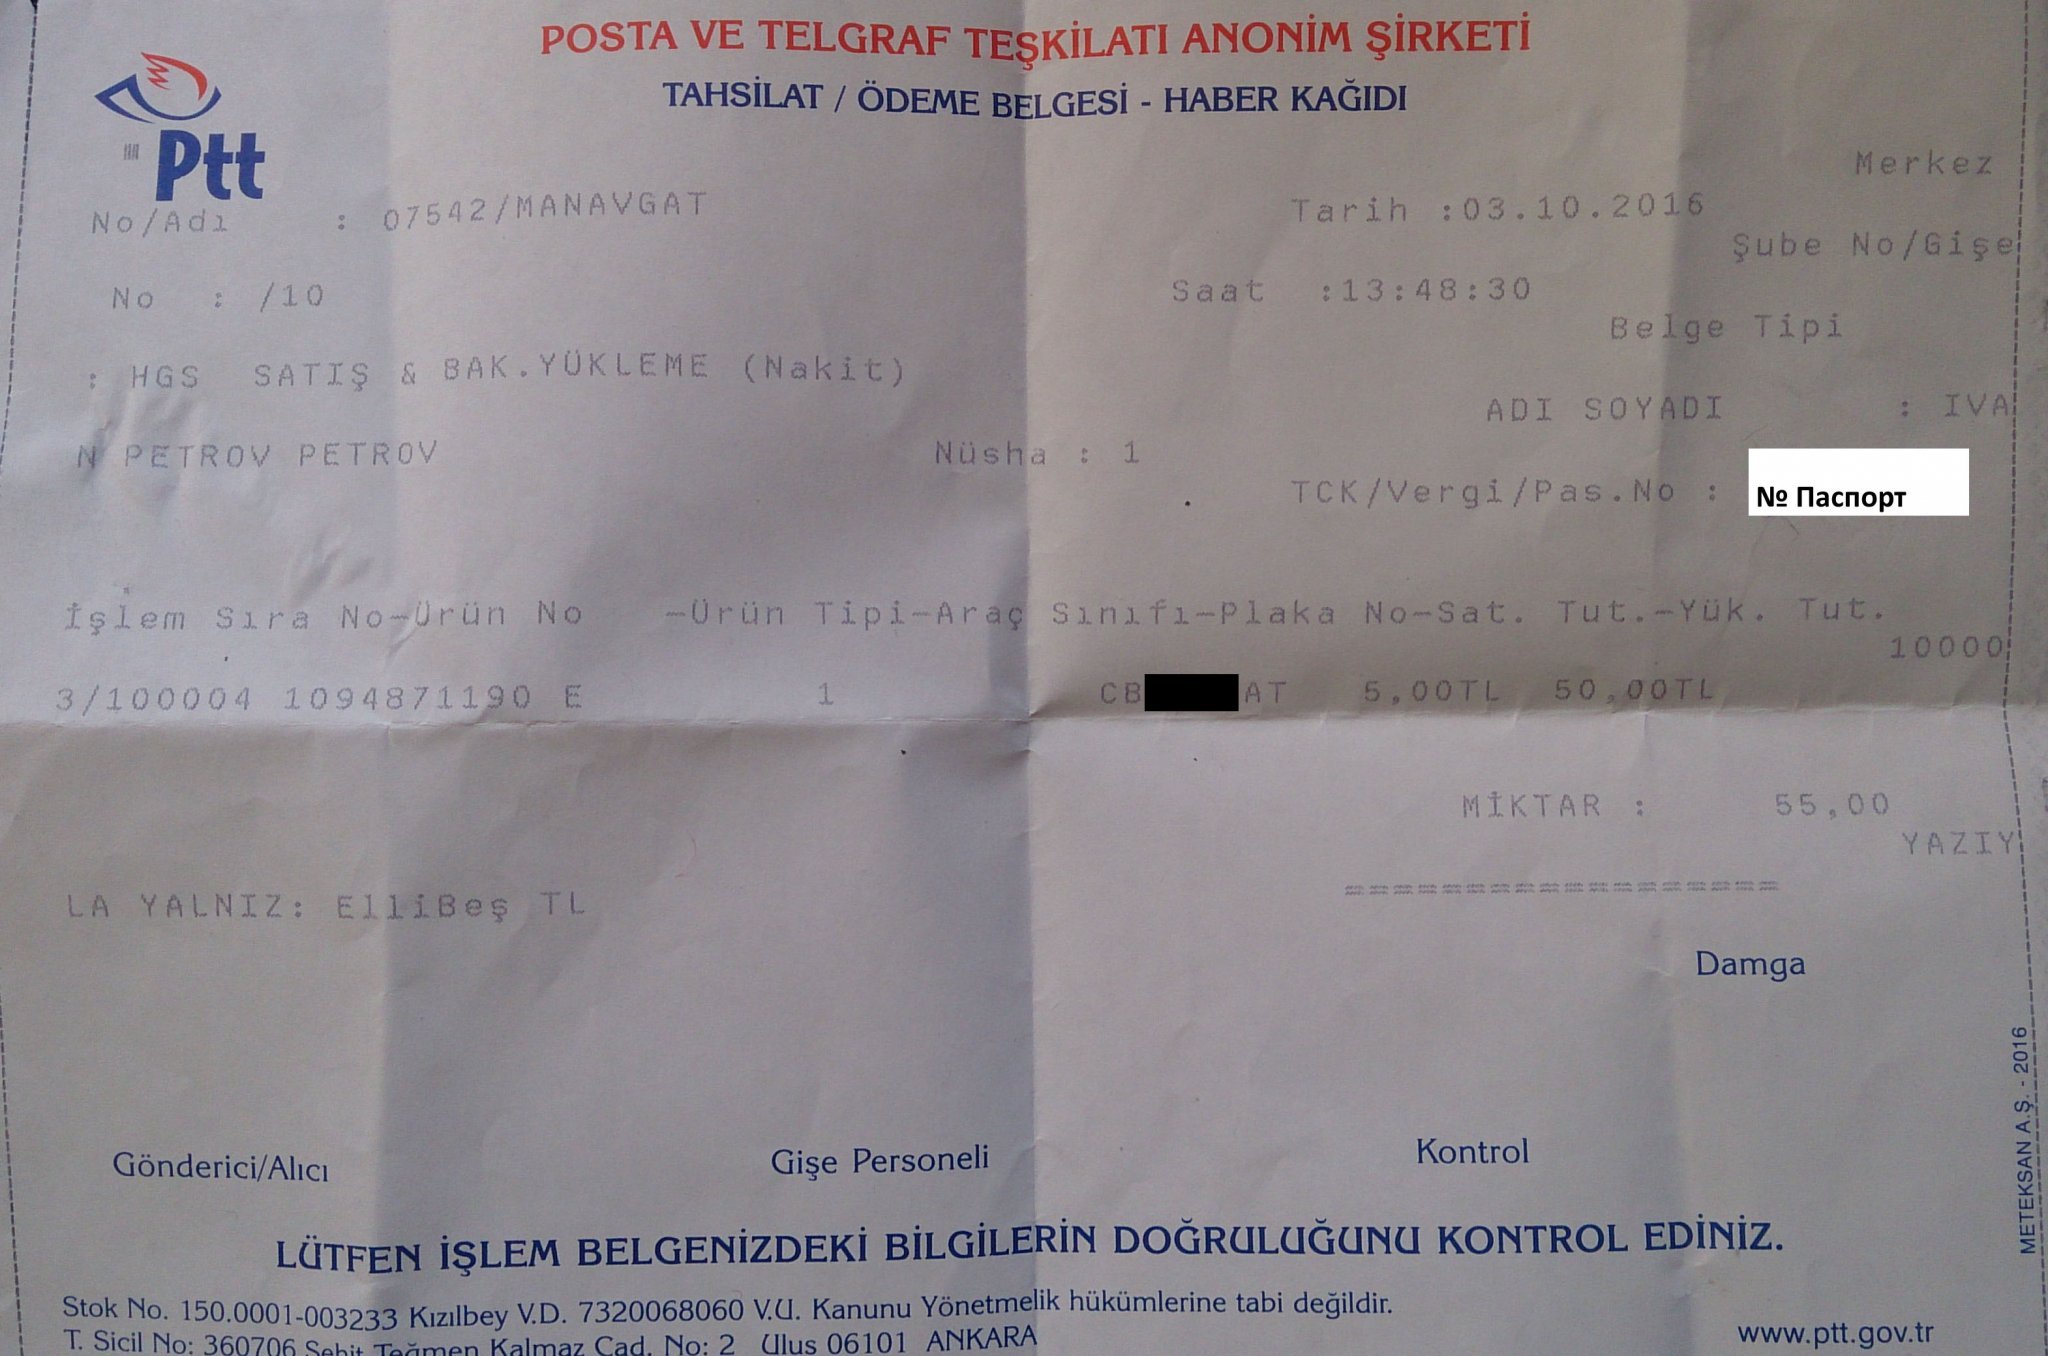 POSTA VE TELGRAF TEŞKİLATI ANONİM ŞİRKETİ
TAHSİLAT / ÖDEME BELGESİ - HABER KAĞIDI
Ptt
Merkez
No/Adı : 07542/MANAVGAT Tarih :03.10.2016
Şube No/Gişe
No : /10 Saat :13:48:30
Belge Tipi
: HGS SATIŞ & BAK.YÜKLEME (Nakit)
ADI SOYADI : IVA
N PETROV PETROV Nüsha : 1
TCK/Vergi/Pas.No : № Паспорт
İşlem Sıra No-Ürün No -Ürün Tipi-Araç Sınıfı-Plaka No-Sat. Tut.-Yük. Tut.
10000
3/100004 1094871190 E 1 CB AT 5,00TL 50,00TL
MİKTAR : 55,00
YAZIY
==================
LA YALNIZ: ElliBeş TL
Damga
Gönderici/Alıcı Gişe Personeli Kontrol
LÜTFEN İŞLEM BELGENİZDEKİ BİLGİLERİN DOĞRULUĞUNU KONTROL EDİNİZ.
Stok No. 150.0001-003233 Kızılbey V.D. 7320068060 V.U. Kanunu Yönetmelik hükümlerine tabi değildir.
T. Sicil No: 360706 Şehit Teğmen Kalmaz Cad. No: 2 Ulus 06101 ANKARA
www.ptt.gov.tr
METEKSAN A.Ş. - 2016